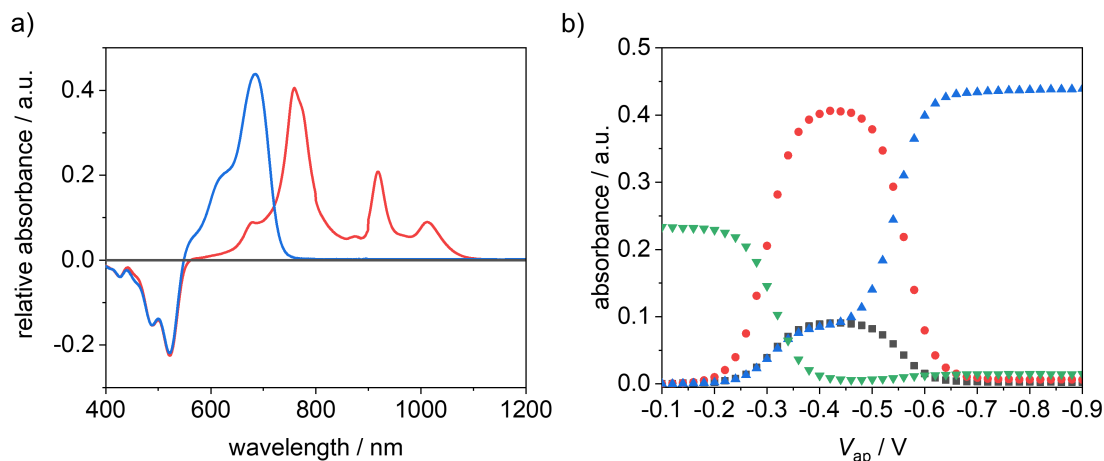 a)
0.4
0.2
0.0
-0.2
400 600 800 1000 1200
wavelength / nm
relative absorbance / a.u.
b)
0.5
0.4
0.3
0.2
0.1
0.0
-0.1 -0.2 -0.3 -0.4 -0.5 -0.6 -0.7 -0.8 -0.9
Vap / V
absorbance / a.u.